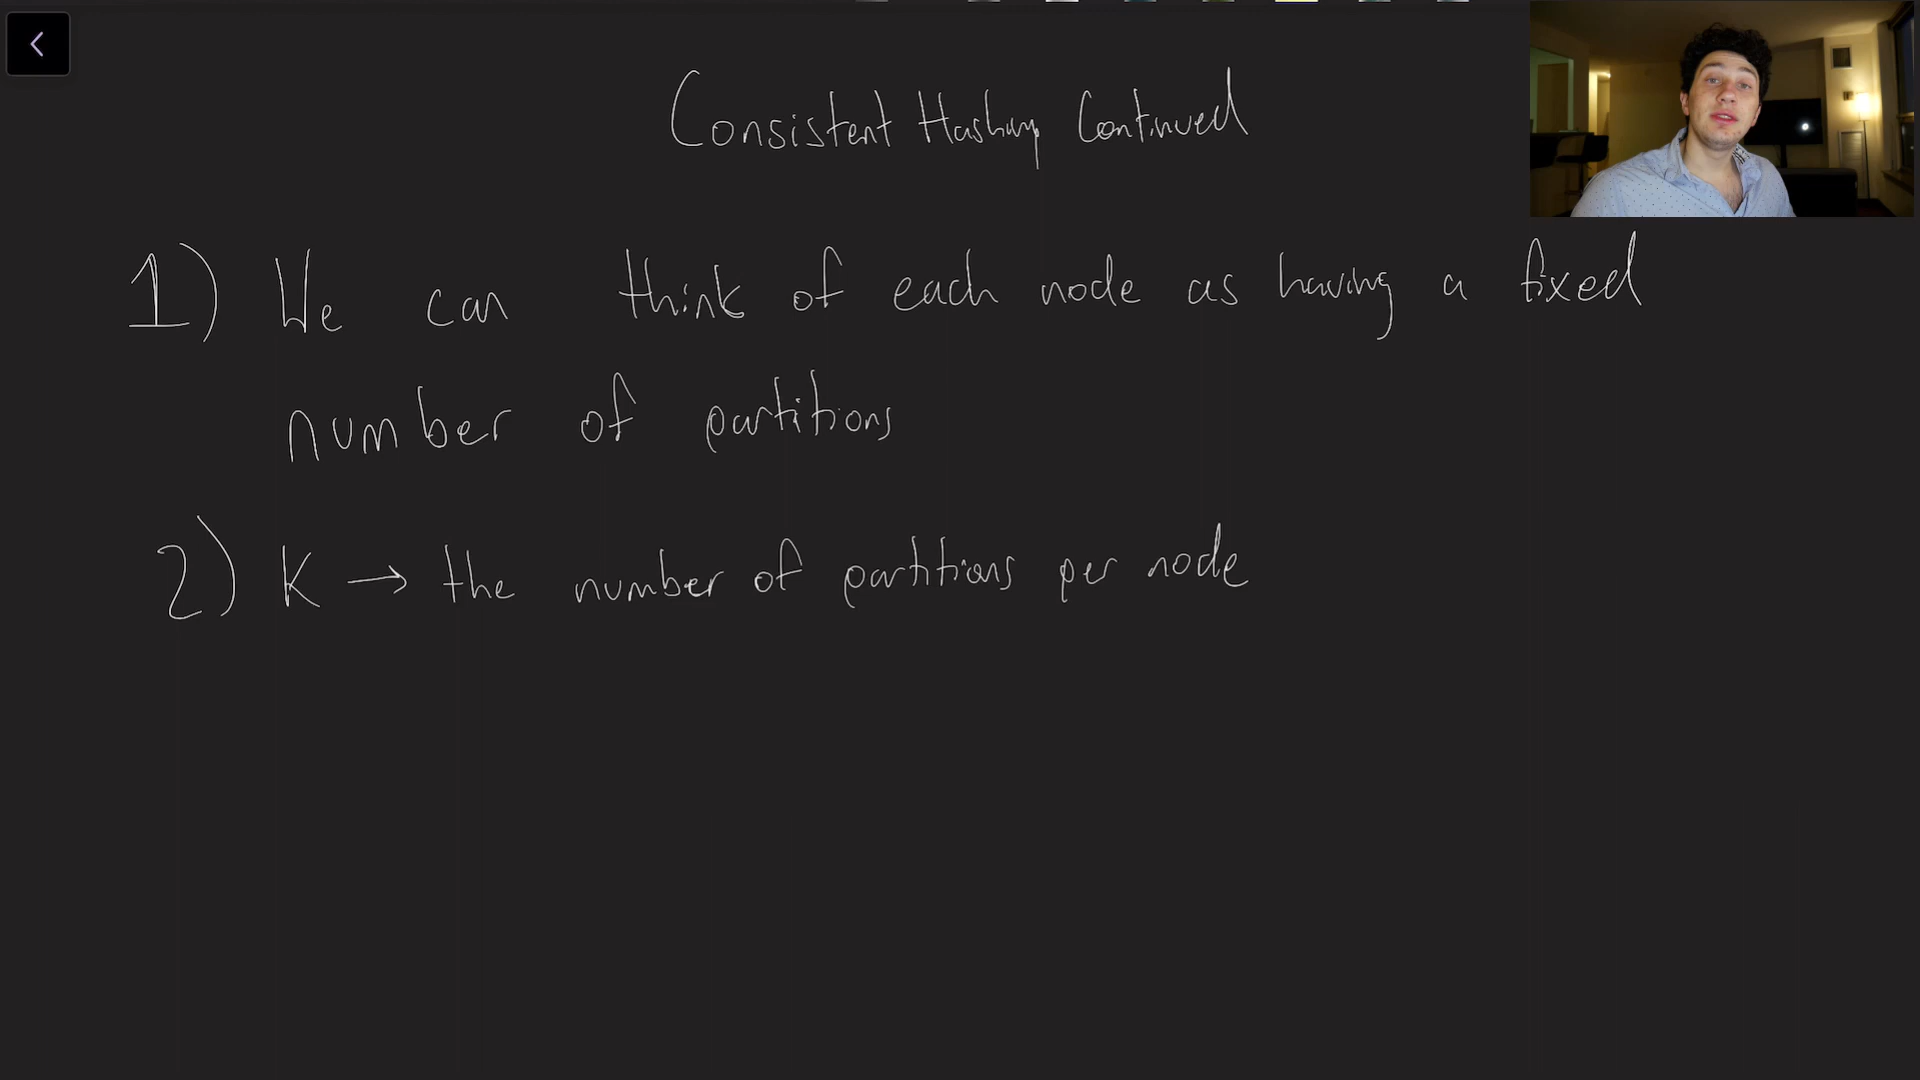 Consistent Hashing Continued
1) We can think of each node as having a fixed
number of partitions
2) K → the number of partitions per node